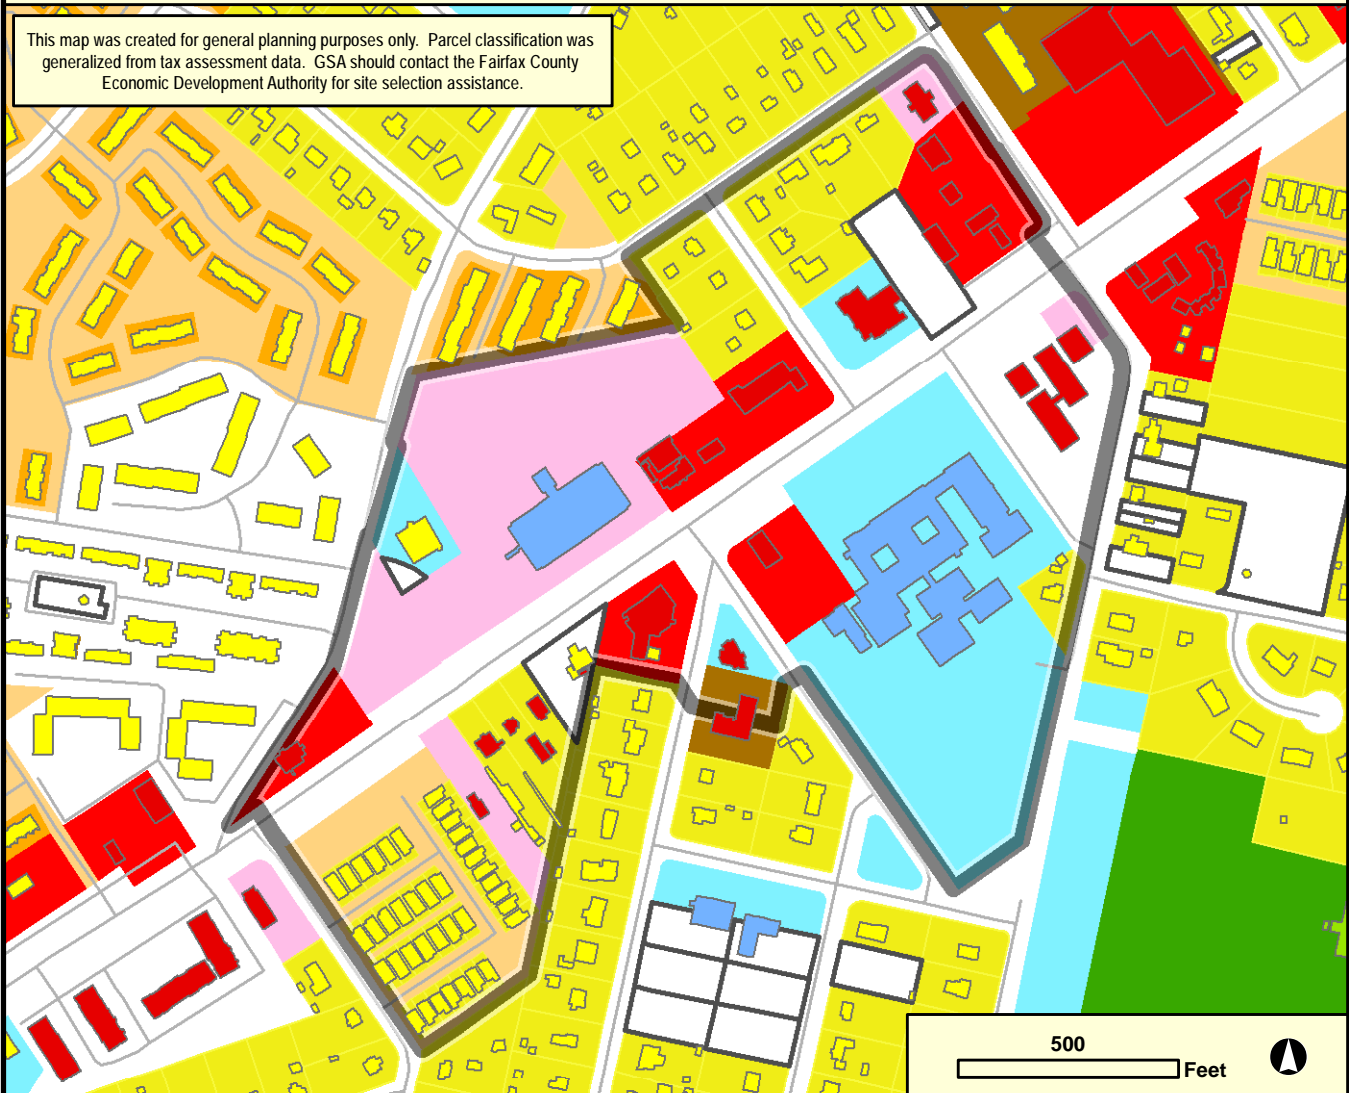 This map was created for general planning purposes only. Parcel classification was
generalized from tax assessment data. GSA should contact the Fairfax County
Economic Development Authority for site selection assistance.
500
Feet